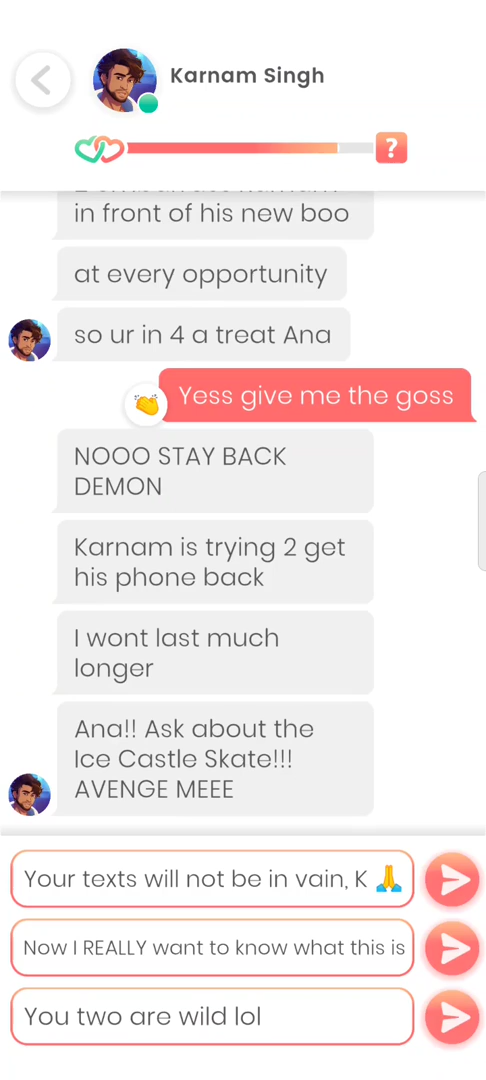 Karnam Singh
?
in front of his new boo
at every opportunity
so ur in 4 a treat Ana
Yess give me the goss
NOOO STAY BACK
DEMON
Karnam is trying 2 get
his phone back
I wont last much
longer
Ana!! Ask about the
Ice Castle Skate!!!
AVENGE MEEE
Your texts will not be in vain, K 🙏
Now I REALLY want to know what this is
You two are wild lol